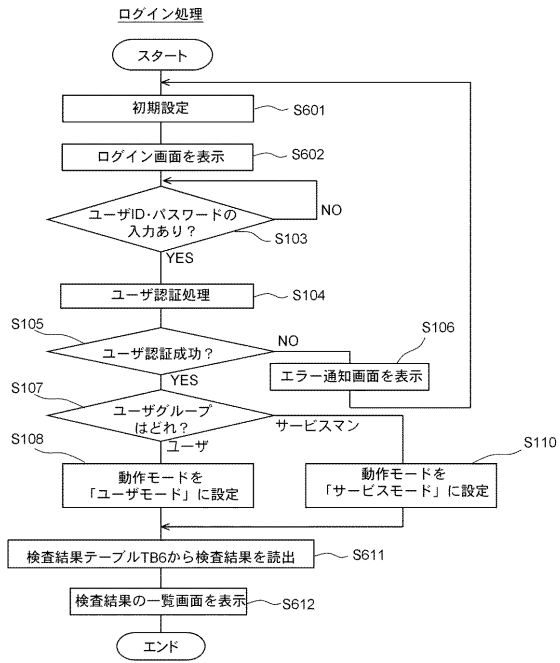 ログイン処理
スタート
初期設定
S601
ログイン画面を表示
S602
ユーザID・パスワードの
入力あり？
NO
S103
YES
ユーザ認証処理
S104
S105
ユーザ認証成功？
NO
S106
エラー通知画面を表示
YES
S107
ユーザグループ
はどれ？
サービスマン
ユーザ
S108
動作モードを
「ユーザモード」に設定
S110
動作モードを
「サービスモード」に設定
検査結果テーブルTB6から検査結果を読出
S611
検査結果の一覧画面を表示
S612
エンド